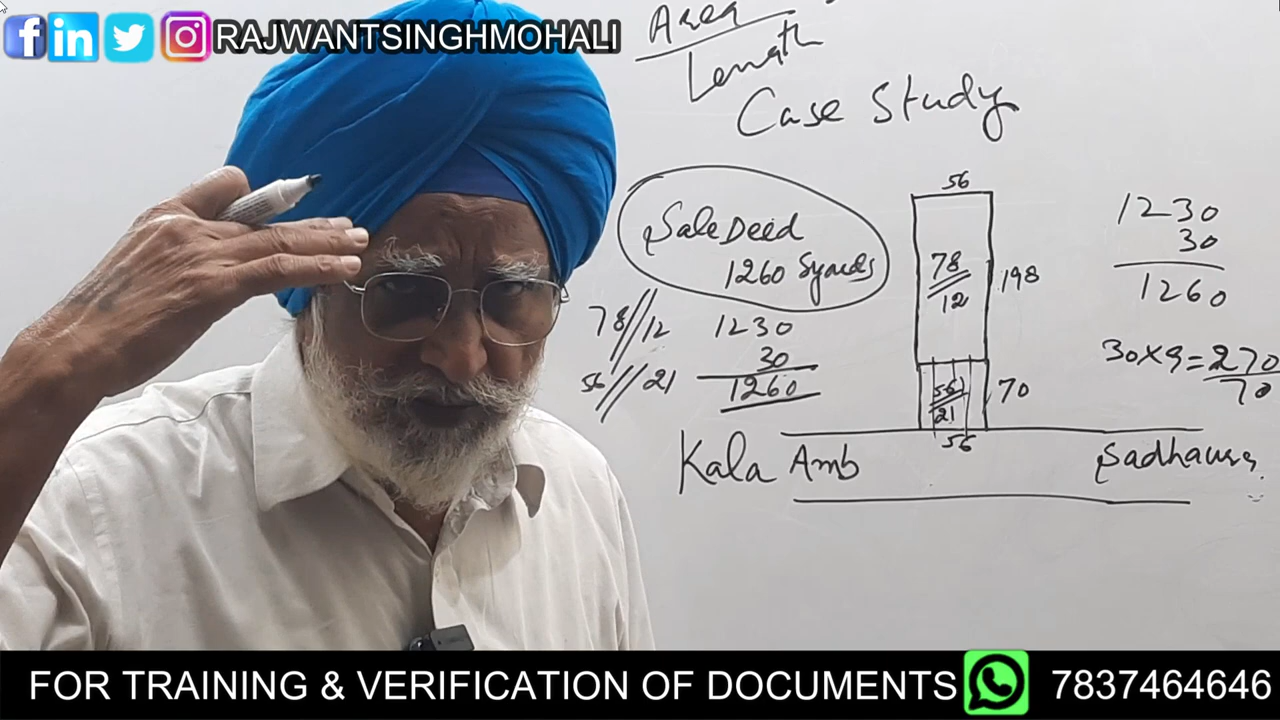 RAJWANTSINGHMOHALI
Area
Length
Case Study
Sale Deed
1260 Syards
78//12 1230
30
56//21 1260
56
78
12
198
56
21
70
56
1230
30
1260
30x9=270
70
Kala Amb
Sadhaura
FOR TRAINING & VERIFICATION OF DOCUMENTS 7837464646